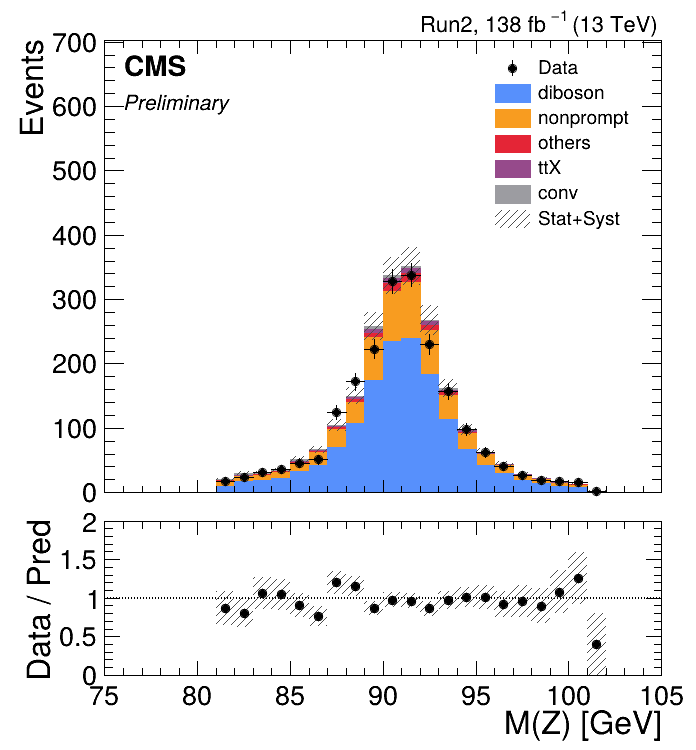 Run2, 138 fb⁻¹ (13 TeV)
Events
700
600
500
400
300
200
100
0
CMS
Preliminary
Data
diboson
nonprompt
others
ttX
conv
Stat+Syst
Data / Pred
2
1.5
1
0.5
0
75 80 85 90 95 100 105
M(Z) [GeV]